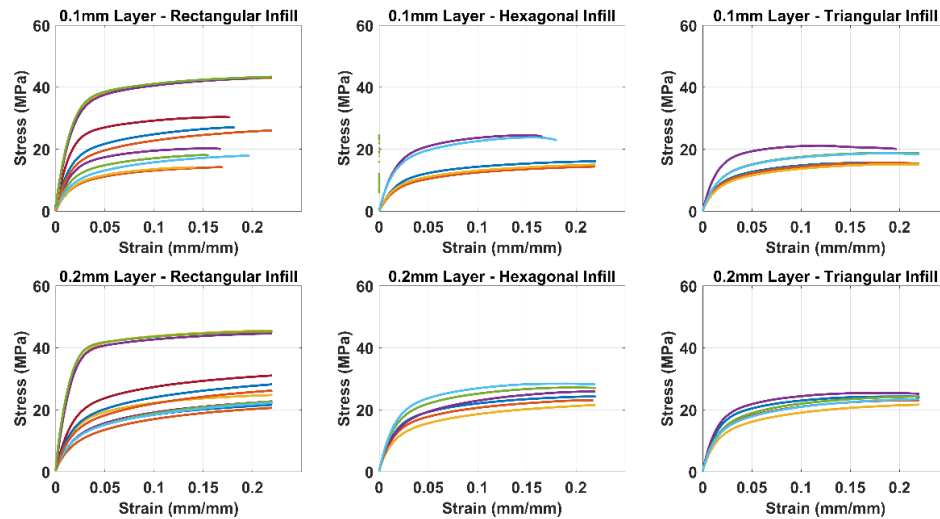 0.1mm Layer - Rectangular Infill
60
40
20
0
Stress (MPa)
0 0.05 0.1 0.15 0.2
Strain (mm/mm)
0.1mm Layer - Hexagonal Infill
60
40
20
0
Stress (MPa)
0 0.05 0.1 0.15 0.2
Strain (mm/mm)
0.1mm Layer - Triangular Infill
60
40
20
0
Stress (MPa)
0 0.05 0.1 0.15 0.2
Strain (mm/mm)
0.2mm Layer - Rectangular Infill
60
40
20
0
Stress (MPa)
0 0.05 0.1 0.15 0.2
Strain (mm/mm)
0.2mm Layer - Hexagonal Infill
60
40
20
0
Stress (MPa)
0 0.05 0.1 0.15 0.2
Strain (mm/mm)
0.2mm Layer - Triangular Infill
60
40
20
0
Stress (MPa)
0 0.05 0.1 0.15 0.2
Strain (mm/mm)